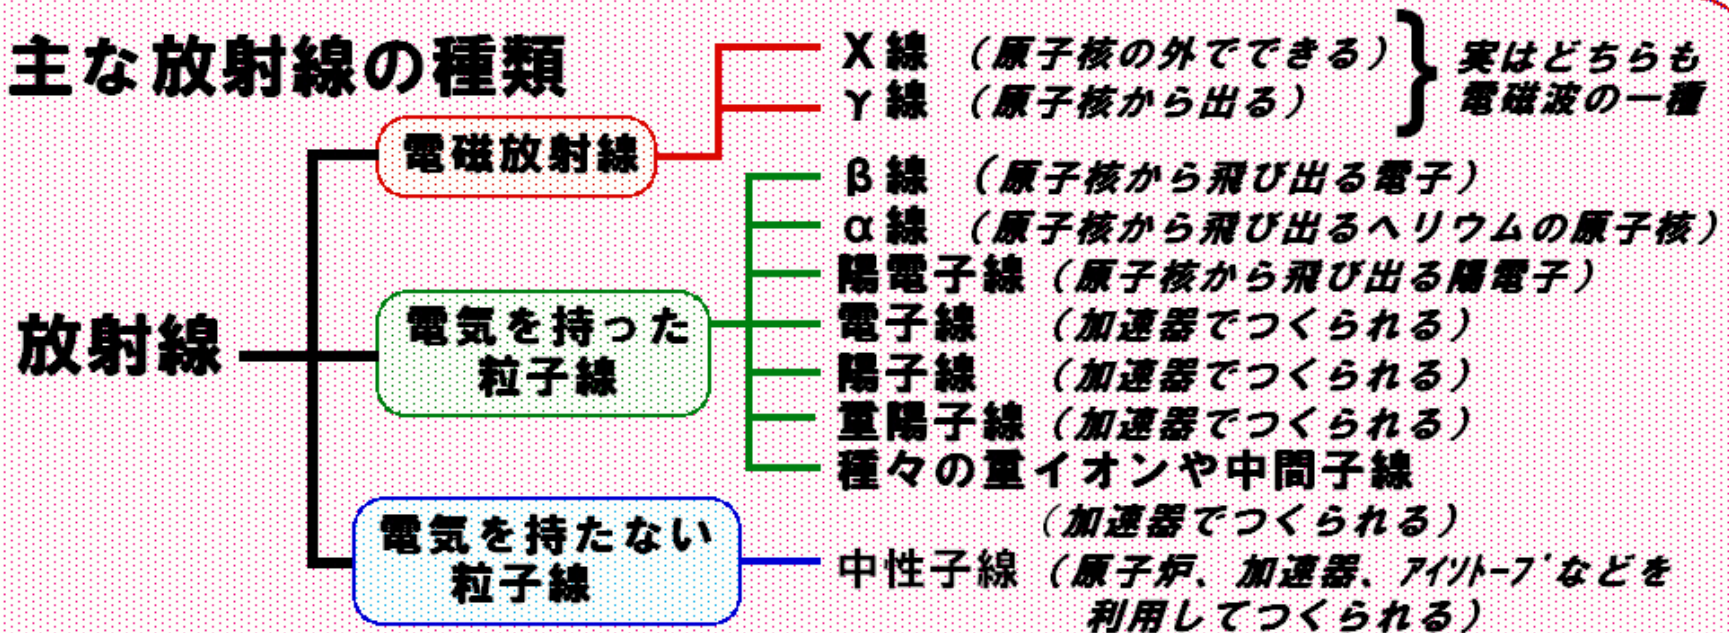 主な放射線の種類
放射線
電磁放射線
X線 （原子核の外でできる）
γ線 （原子核から出る）
実はどちらも
電磁波の一種
電気を持った
粒子線
β線 （原子核から飛び出る電子）
α線 （原子核から飛び出るヘリウムの原子核）
陽電子線 （原子核から飛び出る陽電子）
電子線 （加速器でつくられる）
陽子線 （加速器でつくられる）
重陽子線 （加速器でつくられる）
種々の重イオンや中間子線
（加速器でつくられる）
電気を持たない
粒子線
中性子線 （原子炉、加速器、ｱｲｿﾄｰﾌﾟなどを
利用してつくられる）